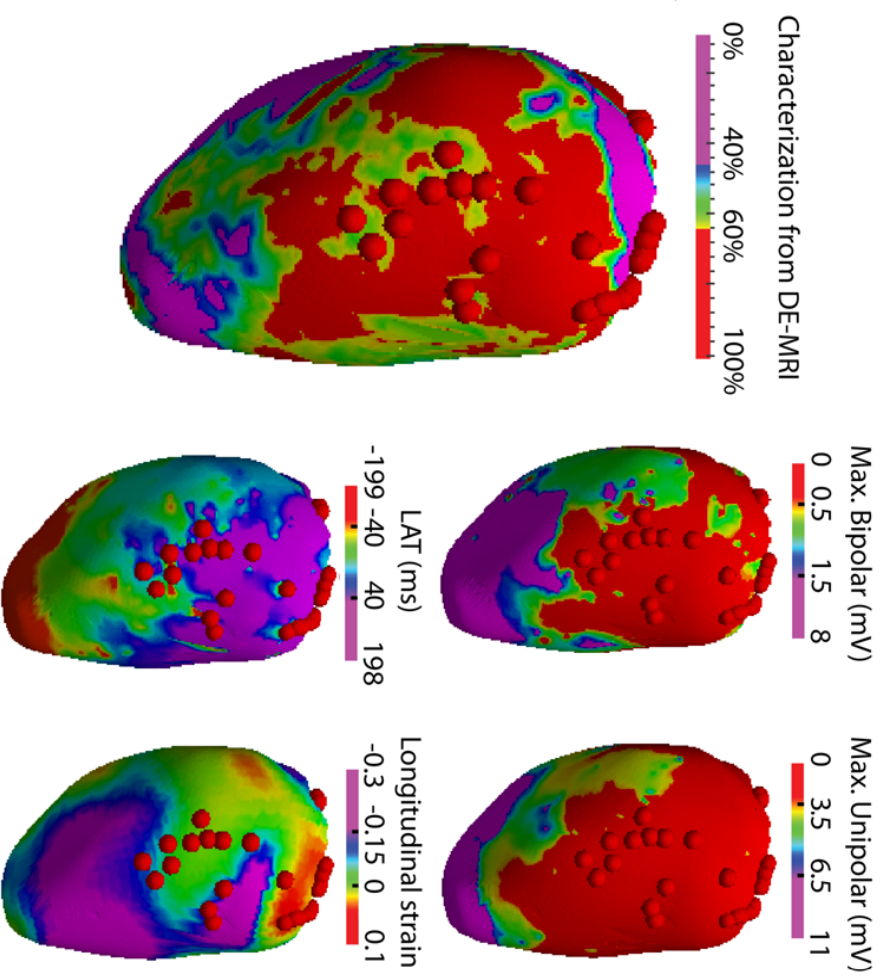 Characterization from DE-MRI
0% 40% 60% 100%
Max. Bipolar (mV)
0 0.5 1.5 8
Max. Unipolar (mV)
0 3.5 6.5 11
LAT (ms)
-199 -40 40 198
Longitudinal strain
-0.3 -0.15 0 0.1